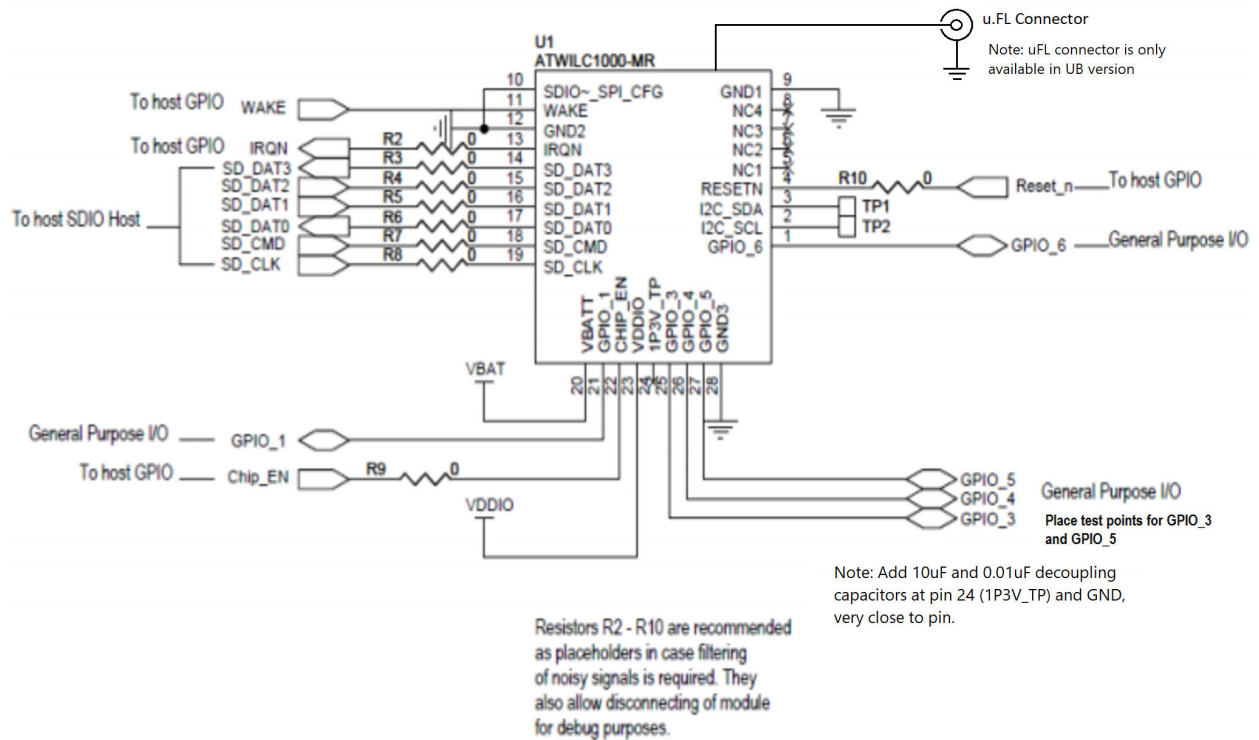 u.FL Connector
Note: uFL connector is only
available in UB version
U1
ATWILC1000-MR
To host GPIO WAKE
To host GPIO IRQN
To host SDIO Host
SD_DAT3
SD_DAT2
SD_DAT1
SD_DAT0
SD_CMD
SD_CLK
R2 0
R3 0
R4 0
R5 0
R6 0
R7 0
R8 0
10 SDIO~_SPI_CFG
11 WAKE
12 GND2
13 IRQN
14 SD_DAT3
15 SD_DAT2
16 SD_DAT1
17 SD_DAT0
18 SD_CMD
19 SD_CLK
GND1 9
NC4 8
NC3 7
NC2 6
NC1 5
RESETN 4
I2C_SDA 3
I2C_SCL 2
GPIO_6 1
R10 0
Reset_n To host GPIO
TP1
TP2
GPIO_6 General Purpose I/O
VBATT
GPIO_1
CHIP_EN
VDDIO
1P3V_TP
GPIO_3
GPIO_4
GPIO_5
GND3
20
21
22
23
24
25
26
27
28
VBAT
General Purpose I/O GPIO_1
To host GPIO Chip_EN R9 0
VDDIO
GPIO_5
GPIO_4
GPIO_3
General Purpose I/O
Place test points for GPIO_3
and GPIO_5
Note: Add 10uF and 0.01uF decoupling
capacitors at pin 24 (1P3V_TP) and GND,
very close to pin.
Resistors R2 - R10 are recommended
as placeholders in case filtering
of noisy signals is required. They
also allow disconnecting of module
for debug purposes.